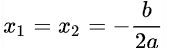 x₁ = x₂ = −b/2a